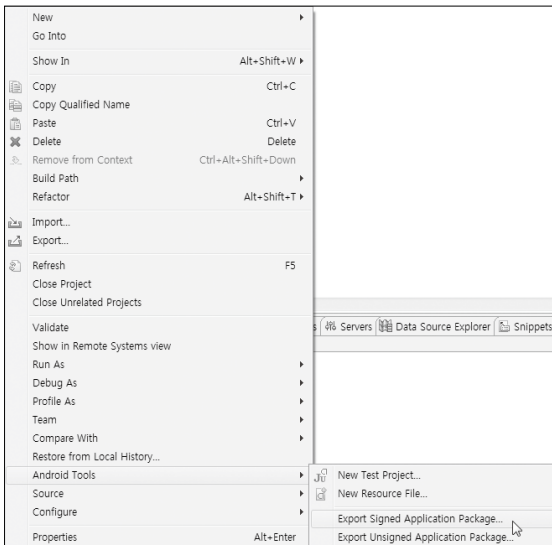 New
Go Into
Show In Alt+Shift+W
Copy Ctrl+C
Copy Qualified Name
Paste Ctrl+V
Delete Delete
Remove from Context Ctrl+Alt+Shift+Down
Build Path
Refactor Alt+Shift+T
Import...
Export...
Refresh F5
Close Project
Close Unrelated Projects
Validate
s Servers Data Source Explorer Snippets
Show in Remote Systems view
Run As
Debug As
Profile As
Team
Compare With
Restore from Local History...
Android Tools
Source
Configure
Properties Alt+Enter
New Test Project...
New Resource File...
Export Signed Application Package...
Export Unsigned Application Package...